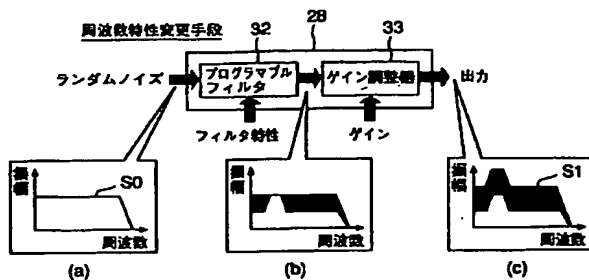 周波数特性変更手段
32
28
33
ランダムノイズ
プログラマブル
フィルタ
ゲイン調整器
出力
フィルタ特性
ゲイン
振幅
S0
周波数
振幅
周波数
振幅
S1
周波数
(a)
(b)
(c)